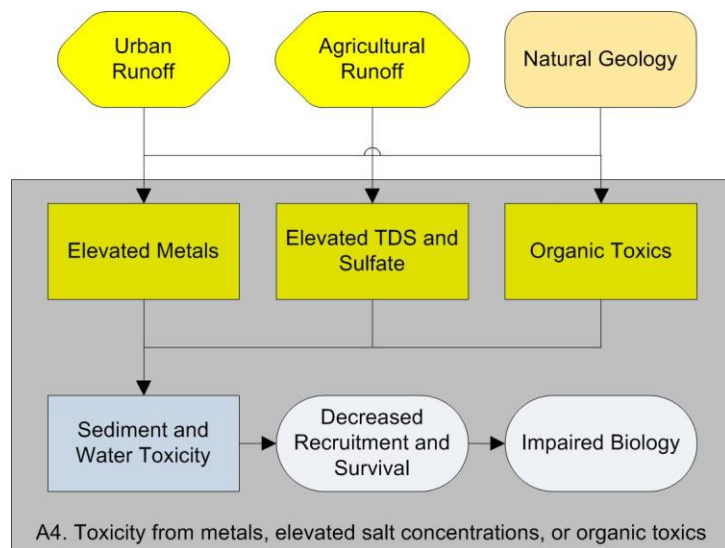 Urban
Runoff
Agricultural
Runoff
Natural Geology
Elevated Metals
Elevated TDS and
Sulfate
Organic Toxics
Sediment and
Water Toxicity
Decreased
Recruitment and
Survival
Impaired Biology
A4. Toxicity from metals, elevated salt concentrations, or organic toxics